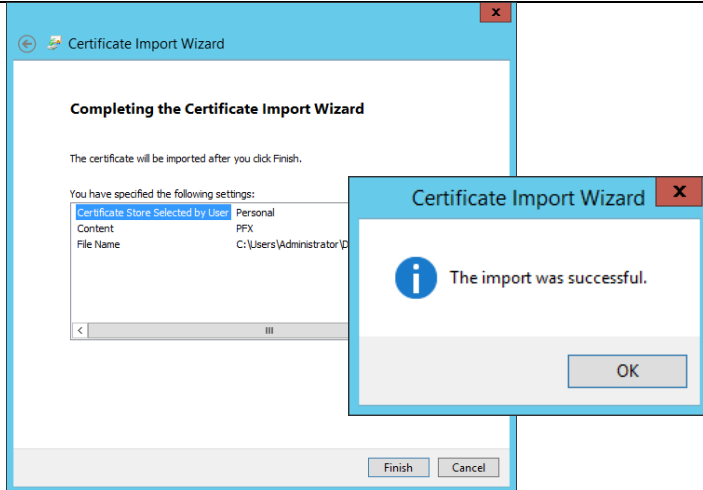 x
Certificate Import Wizard
Completing the Certificate Import Wizard
The certificate will be imported after you click Finish.
You have specified the following settings:
Certificate Store Selected by User Personal
Content PFX
File Name C:\Users\Administrator\D
Finish Cancel
Certificate Import Wizard x
The import was successful.
OK